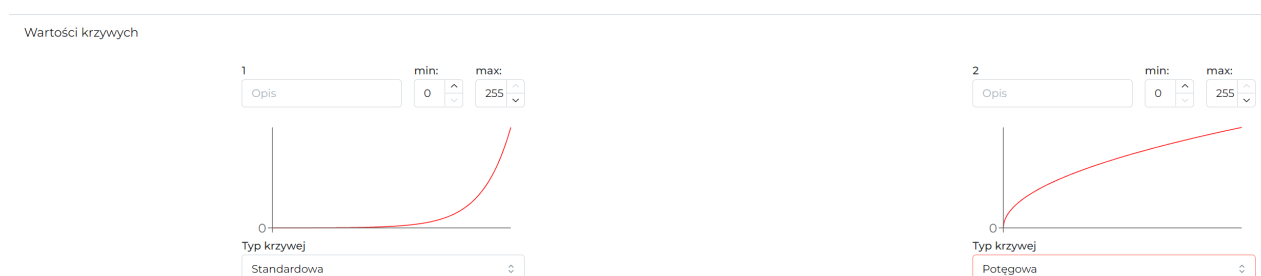 Wartości krzywych
1 min: max:
Opis 0 255
0
Typ krzywej
Standardowa
2 min: max:
Opis 0 255
0
Typ krzywej
Potęgowa